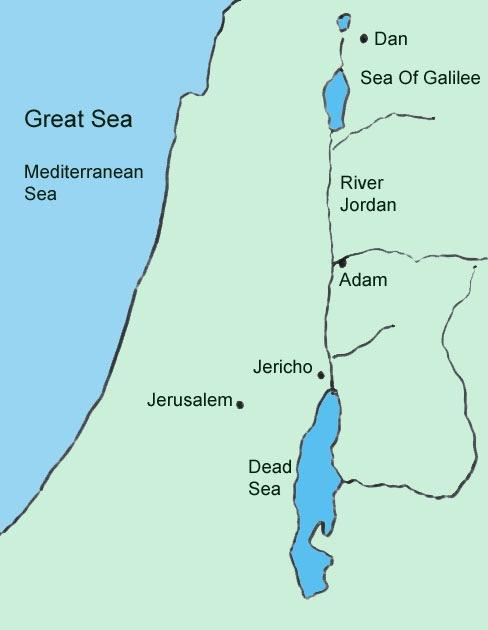 Dan
Sea Of Galilee
Great Sea
Mediterranean
Sea
River
Jordan
Adam
Jericho
Jerusalem
Dead
Sea